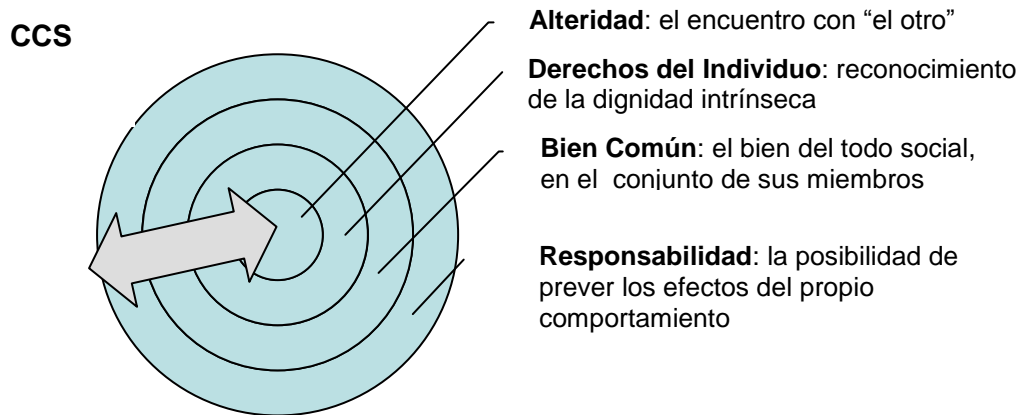 CCS
Alteridad: el encuentro con “el otro”
Derechos del Individuo: reconocimiento
de la dignidad intrínseca
Bien Común: el bien del todo social,
en el  conjunto de sus miembros
Responsabilidad: la posibilidad de
prever los efectos del propio
comportamiento